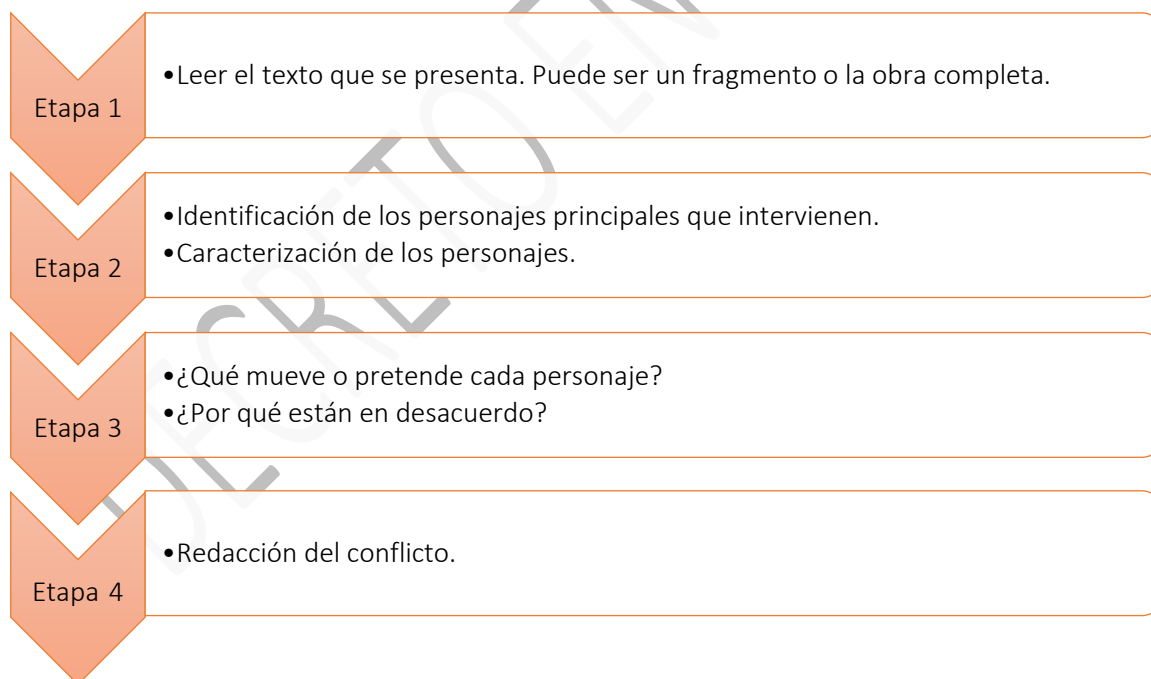 Etapa 1
•Leer el texto que se presenta. Puede ser un fragmento o la obra completa.
Etapa 2
•Identificación de los personajes principales que intervienen.
•Caracterización de los personajes.
Etapa 3
•¿Qué mueve o pretende cada personaje?
•¿Por qué están en desacuerdo?
Etapa 4
•Redacción del conflicto.
DECRETO EN